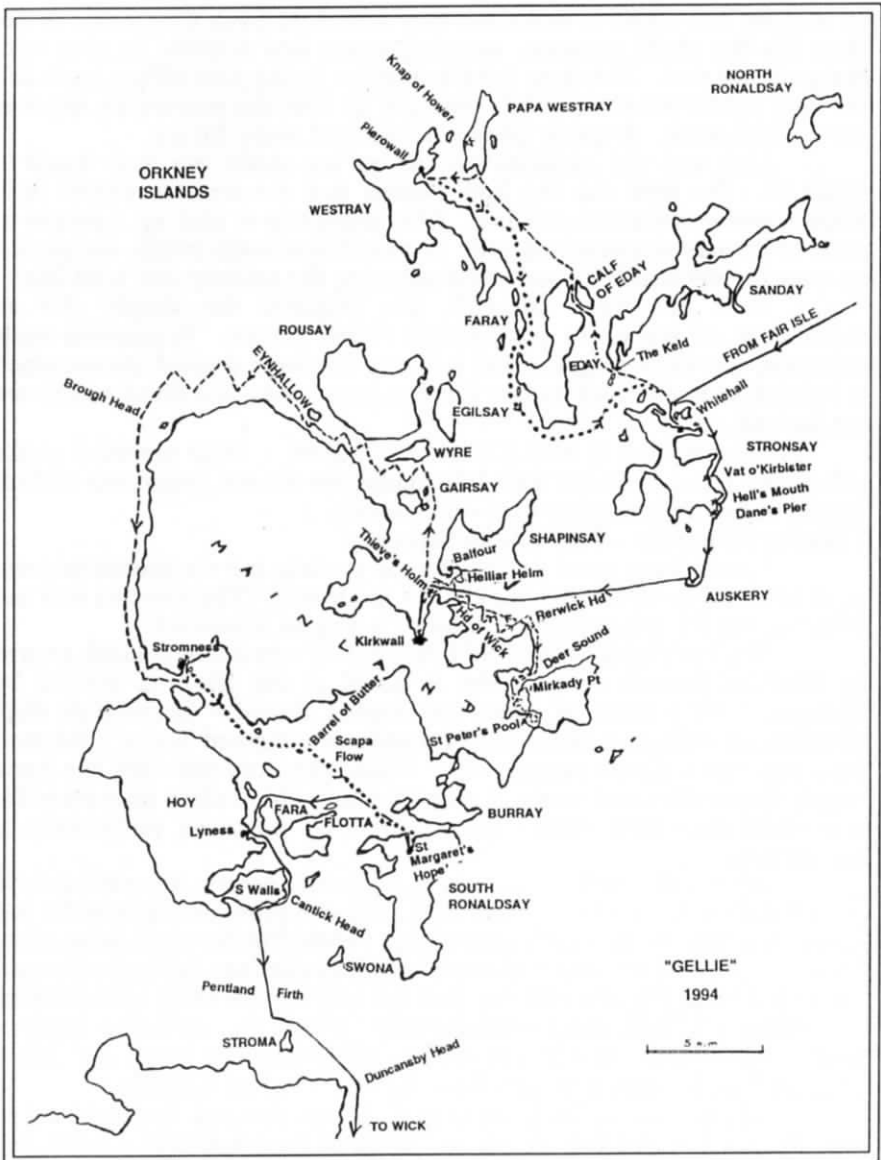 Knap of Hower
NORTH
RONALDSAY
PAPA WESTRAY
Pierowall
ORKNEY
ISLANDS
WESTRAY
CALF
OF EDAY
SANDAY
FARAY
ROUSAY
The Keld
FROM FAIR ISLE
EDAY
EYNHALLOW
Brough Head
Whitehall
EGILSAY
STRONSAY
WYRE
Vat o'Kirbister
GAIRSAY
Hell's Mouth
Dane's Pier
SHAPINSAY
Thieve's Holm
Balfour
Helliar Helm
AUSKERY
Rerwick Hd
Hd of Wick
Kirkwall
MAINLAND
Deer Sound
Stromness
Mirkady Pt
Barrel of Butter
St Peter's Pool
Scapa
Flow
HOY
FARA
BURRAY
Lyness
FLOTTA
St
Margaret's
Hope'
S Walls
SOUTH
RONALDSAY
Cantick Head
SWONA
"GELLIE"
1994
Pentland Firth
STROMA
5 n.m
Duncansby Head
TO WICK